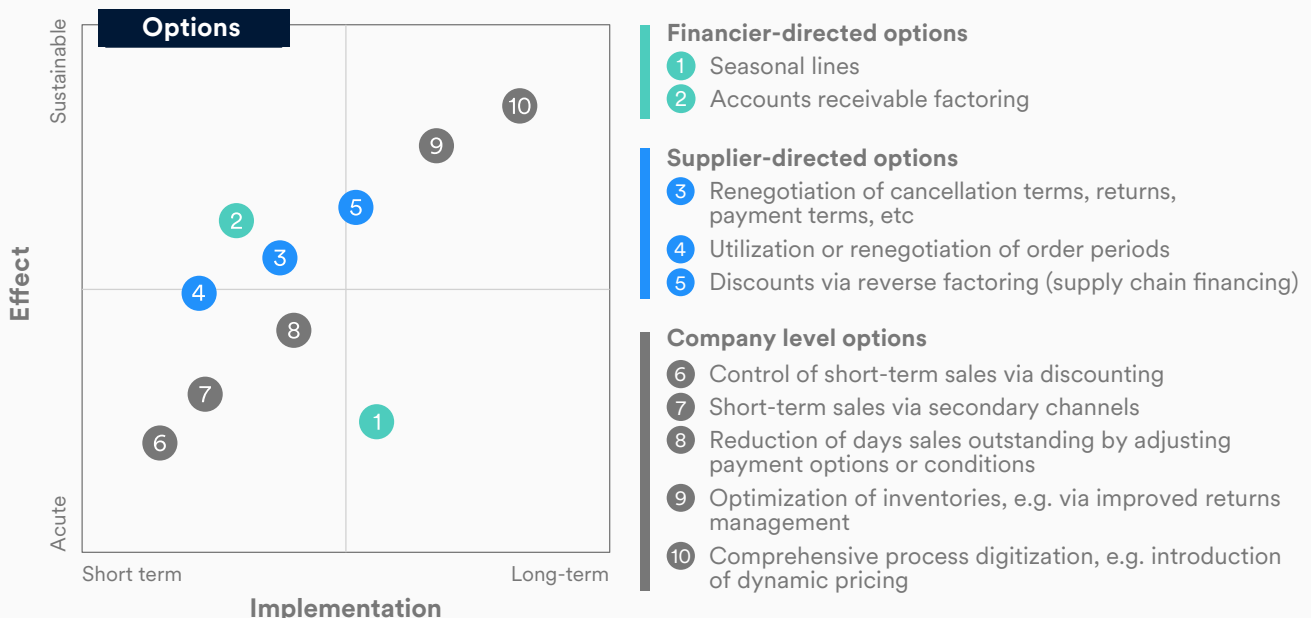 Options
Sustainable
Effect
Acute
10
9
5
2
3
4
8
7
1
6
Short term
Long-term
Implementation
Financier-directed options
1 Seasonal lines
2 Accounts receivable factoring
Supplier-directed options
3 Renegotiation of cancellation terms, returns,
payment terms, etc
4 Utilization or renegotiation of order periods
5 Discounts via reverse factoring (supply chain financing)
Company level options
6 Control of short-term sales via discounting
7 Short-term sales via secondary channels
8 Reduction of days sales outstanding by adjusting
payment options or conditions
9 Optimization of inventories, e.g. via improved returns
management
10 Comprehensive process digitization, e.g. introduction
of dynamic pricing